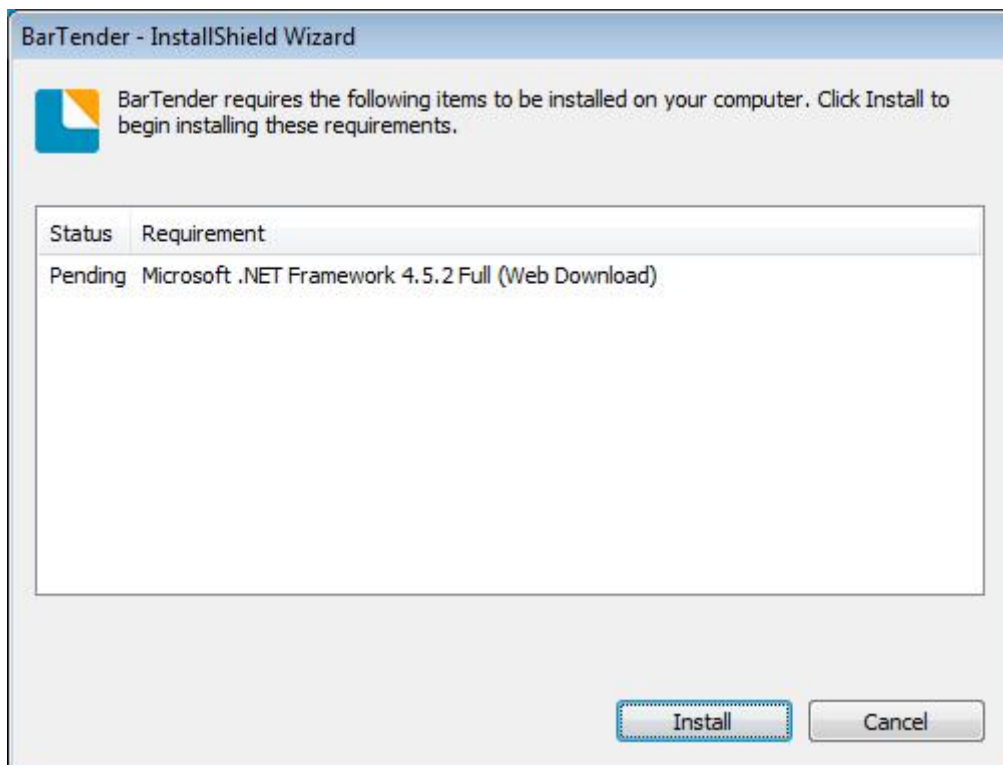 BarTender - InstallShield Wizard
BarTender requires the following items to be installed on your computer. Click Install to
begin installing these requirements.
Status Requirement
Pending Microsoft .NET Framework 4.5.2 Full (Web Download)
Install Cancel